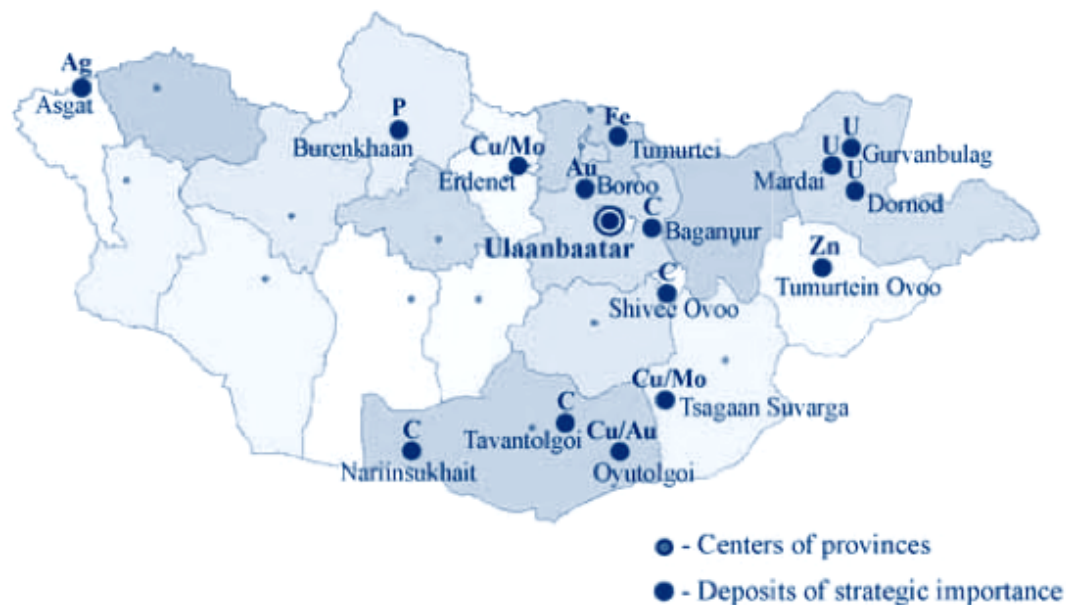 Ag
Asgat
P
Burenkhaan
Cu/Mo
Erdenet
Fe
Tumurtei
Au
Boroo
U
Gurvanbulag
U
Mardai
U
Dornod
C
Baganuur
Ulaanbaatar
Zn
Tumurtein Ovoo
C
Shivee Ovoo
Cu/Mo
Tsagaan Suvarga
C
Tavantolgoi
Cu/Au
Oyutolgoi
C
Nariinsukhait
- Centers of provinces
- Deposits of strategic importance